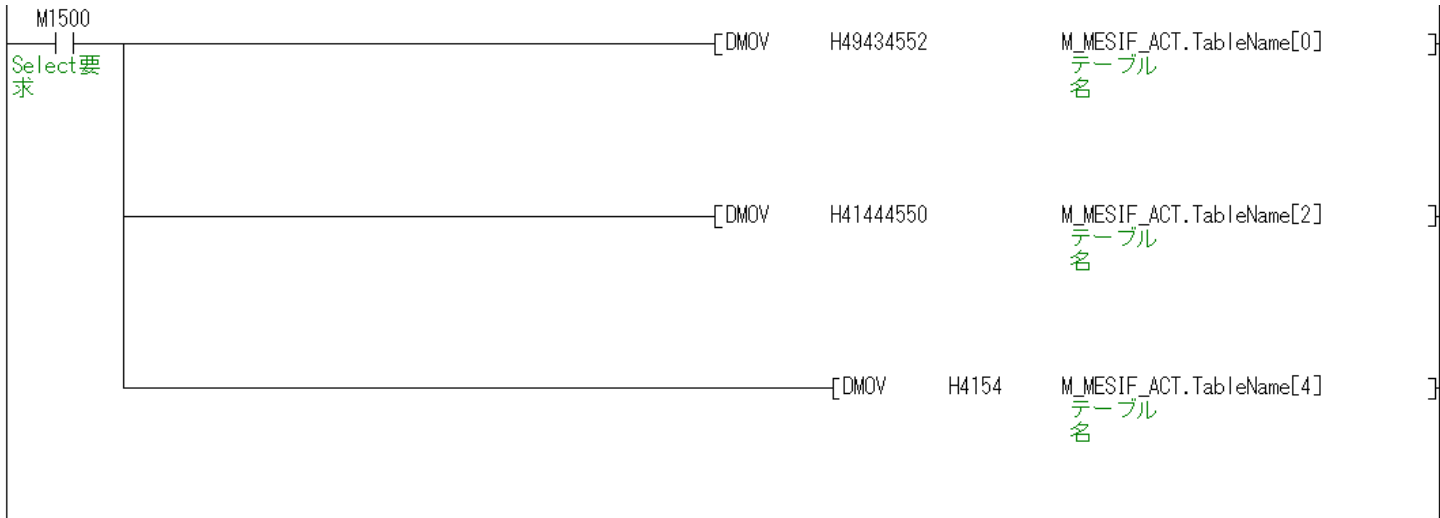 M1500
Select要
求
DMOV H49434552 M_MESIF_ACT.TableName[0]
テーブル
名
DMOV H41444550 M_MESIF_ACT.TableName[2]
テーブル
名
DMOV H4154 M_MESIF_ACT.TableName[4]
テーブル
名